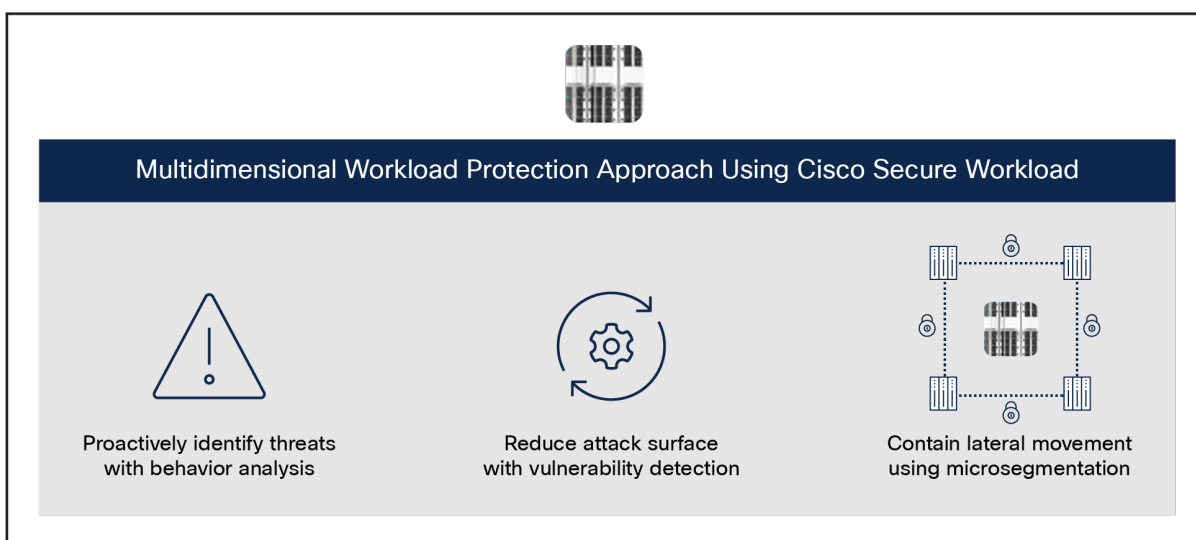 Multidimensional Workload Protection Approach Using Cisco Secure Workload
Proactively identify threats
with behavior analysis
Reduce attack surface
with vulnerability detection
Contain lateral movement
using microsegmentation